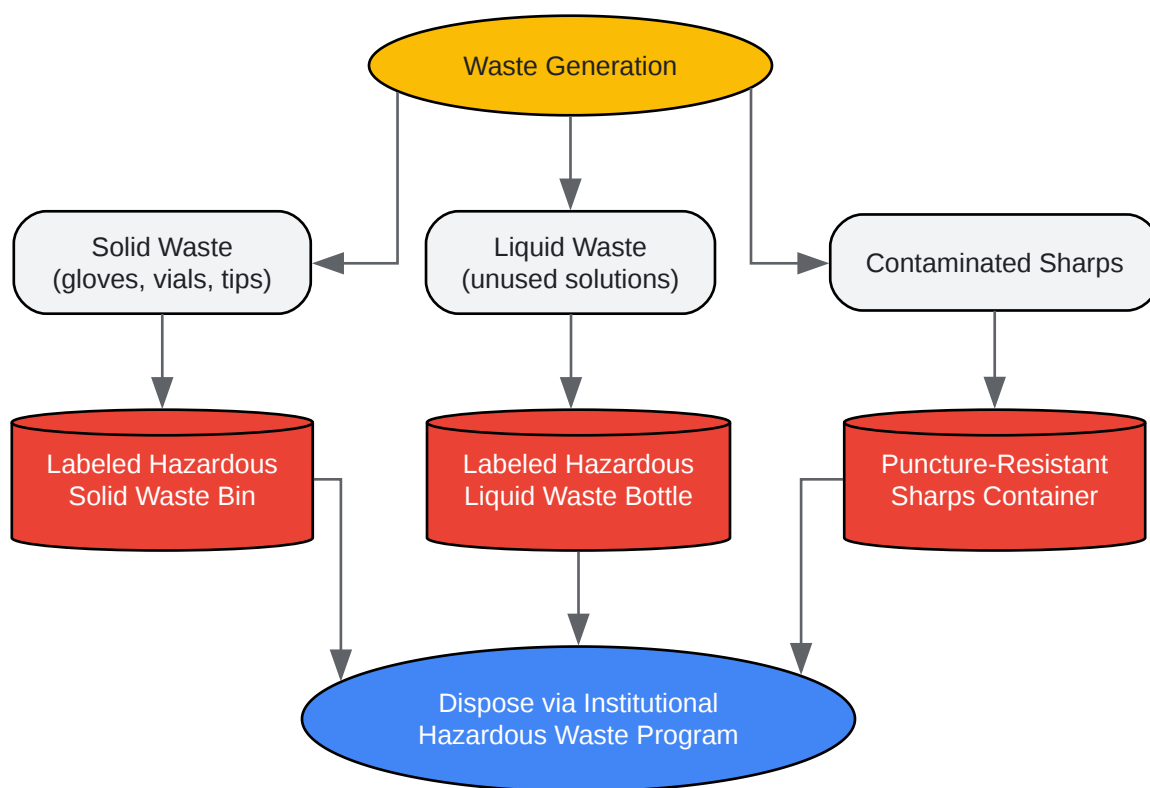 Waste Generation
Solid Waste
(gloves, vials, tips)
Liquid Waste
(unused solutions)
Contaminated Sharps
Labeled Hazardous
Solid Waste Bin
Labeled Hazardous
Liquid Waste Bottle
Puncture-Resistant
Sharps Container
Dispose via Institutional
Hazardous Waste Program